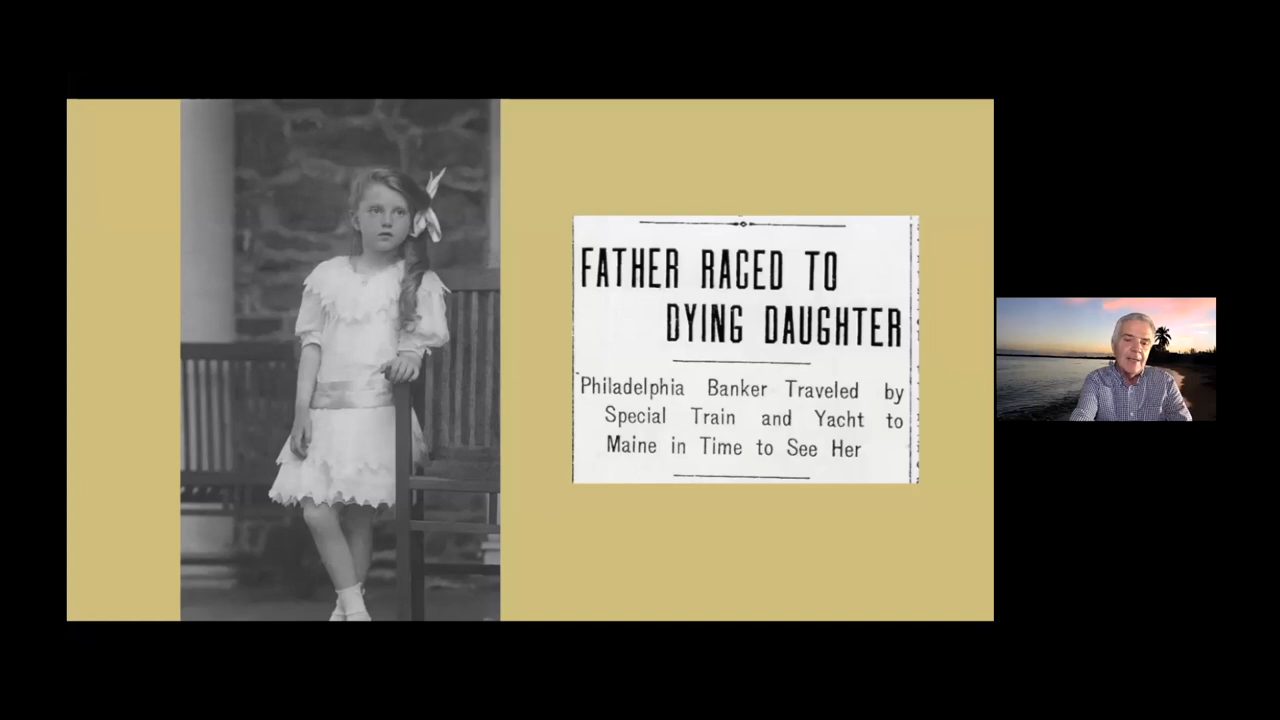 FATHER RACED TO
DYING DAUGHTER
Philadelphia Banker Traveled by
Special Train and Yacht to
Maine in Time to See Her